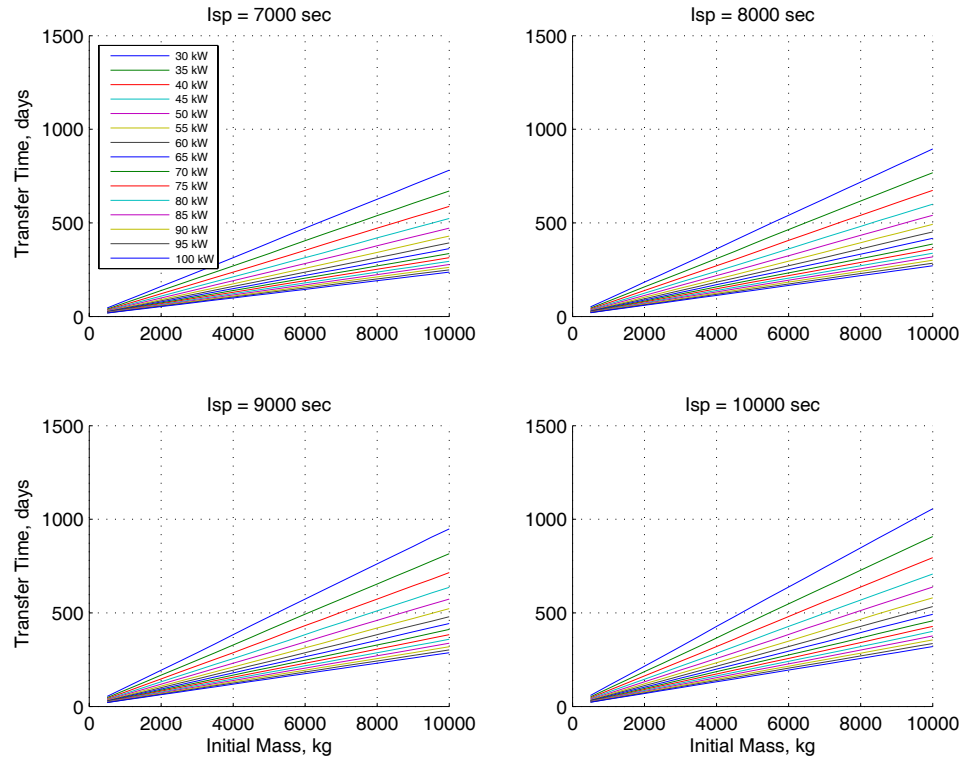 Isp = 7000 sec
Transfer Time, days
1500
1000
500
0
0 2000 4000 6000 8000 10000
30 kW
35 kW
40 kW
45 kW
50 kW
55 kW
60 kW
65 kW
70 kW
75 kW
80 kW
85 kW
90 kW
95 kW
100 kW
Isp = 8000 sec
1500
1000
500
0
0 2000 4000 6000 8000 10000
Isp = 9000 sec
Transfer Time, days
1500
1000
500
0
0 2000 4000 6000 8000 10000
Initial Mass, kg
Isp = 10000 sec
1500
1000
500
0
0 2000 4000 6000 8000 10000
Initial Mass, kg